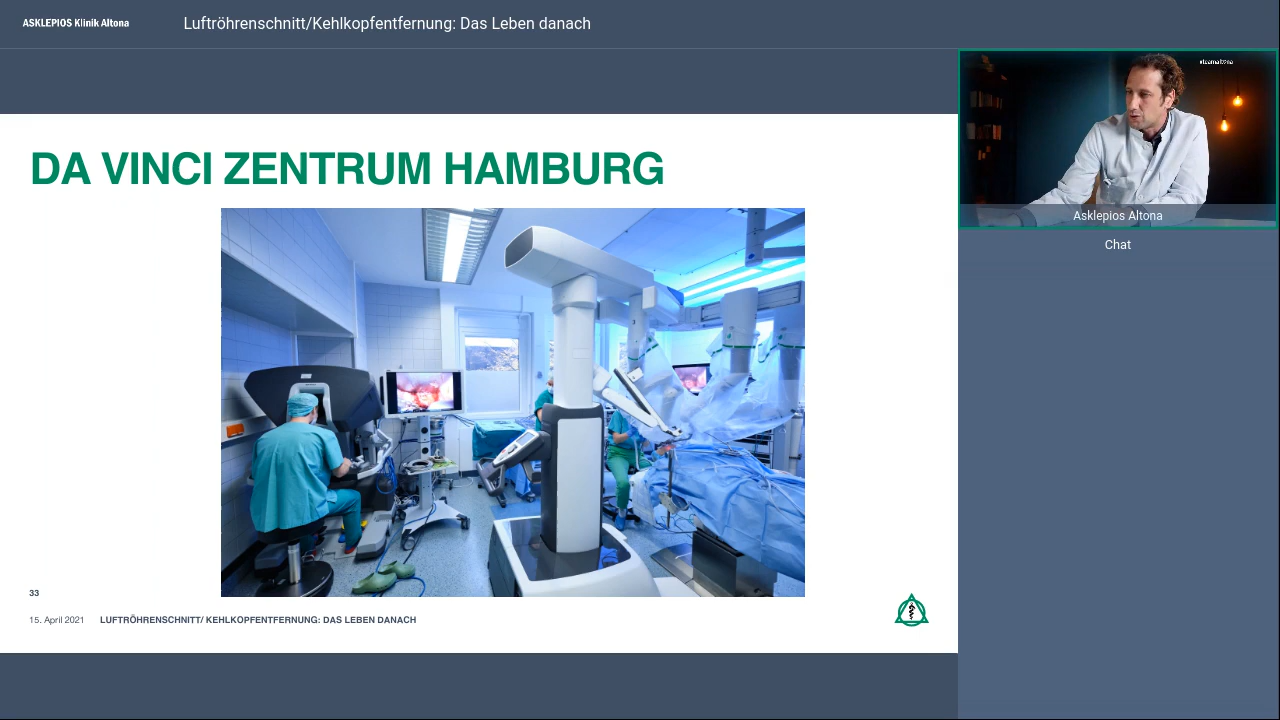 ASKLEPIOS Klinik Altona
Luftröhrenschnitt/Kehlkopfentfernung: Das Leben danach
#teamaltona
Asklepios Altona
Chat
DA VINCI ZENTRUM HAMBURG
33
15. April 2021 LUFTRÖHRENSCHNITT/ KEHLKOPFENTFERNUNG: DAS LEBEN DANACH